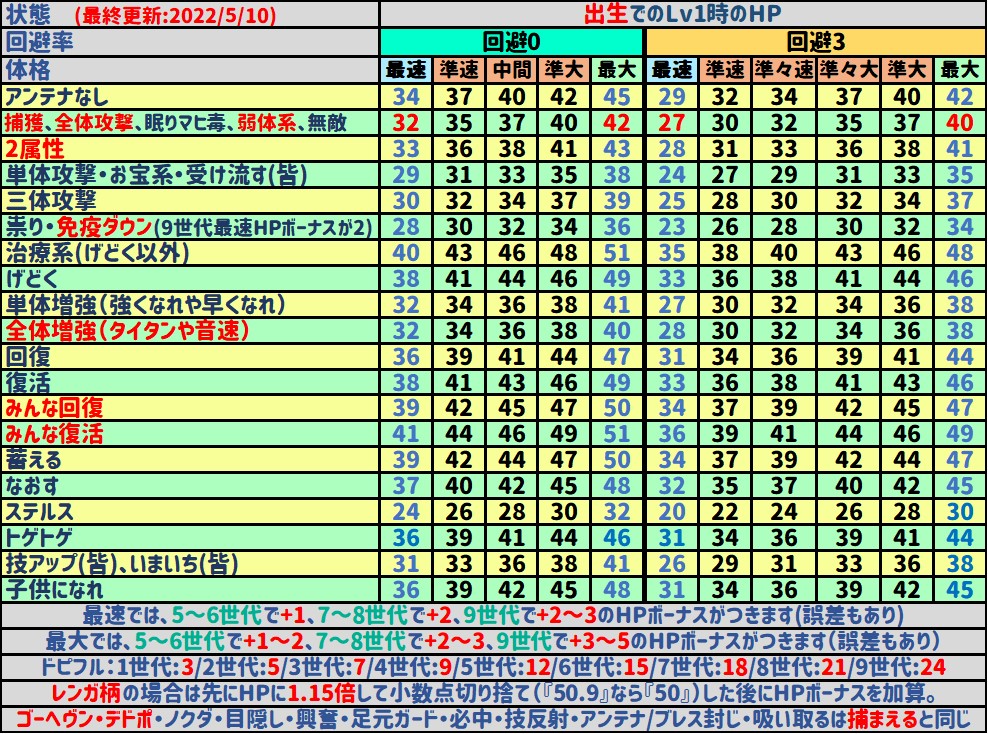 状態 (最終更新:2022/5/10) 出生でのLv1時のHP
回避率 回避0 回避3
体格 最速 準速 中間 準大 最大 最速 準速 準々速 準々大 準大 最大
アンテナなし 34 37 40 42 45 29 32 34 37 40 42
捕獲、全体攻撃、眠りマヒ毒、弱体系、無敵 32 35 37 40 42 27 30 32 35 37 40
2属性 33 36 38 41 43 28 31 33 36 38 41
単体攻撃・お宝系・受け流す(皆) 29 31 33 35 38 24 27 29 31 33 35
三体攻撃 30 32 34 37 39 25 28 30 32 34 37
祟り・免疫ダウン(9世代最速HPボーナスが2) 28 30 32 34 36 23 26 28 30 32 34
治療系(げどく以外) 40 43 46 48 51 35 38 40 43 46 48
げどく 38 41 44 46 49 33 36 38 41 44 46
単体増強(強くなれや早くなれ) 32 34 36 38 41 27 30 32 34 36 38
全体増強(タイタンや音速) 32 34 36 38 40 28 30 32 34 36 38
回復 36 39 41 44 47 31 34 36 39 41 44
復活 38 41 43 46 49 33 36 38 41 43 46
みんな回復 39 42 45 47 50 34 37 39 42 45 47
みんな復活 41 44 46 49 51 36 39 41 44 46 49
蓄える 39 42 44 47 50 34 37 39 42 44 47
なおす 37 40 42 45 48 32 35 37 40 42 45
ステルス 24 26 28 30 32 20 22 24 26 28 30
トゲトゲ 36 39 41 44 46 31 34 36 39 41 44
技アップ(皆)、いまいち(皆) 31 33 36 38 41 26 29 31 33 36 38
子供になれ 36 39 42 45 48 31 34 36 39 42 45
最速では、5～6世代で+1、7～8世代で+2、9世代で+2～3のHPボーナスがつきます(誤差もあり)
最大では、5～6世代で+1～2、7～8世代で+2～3、9世代で+3～5のHPボーナスがつきます(誤差もあり)
ドピフル:1世代:3/2世代:5/3世代:7/4世代:9/5世代:12/6世代:15/7世代:18/8世代:21/9世代:24
レンガ柄の場合は先にHPに1.15倍して小数点切り捨て(『50.9』なら『50』)した後にHPボーナスを加算。
ゴーヘヴン・デドポ・ノクダ・目隠し・興奮・足元ガード・必中・技反射・アンテナ/ブレス封じ・吸い取るは捕まえると同じ